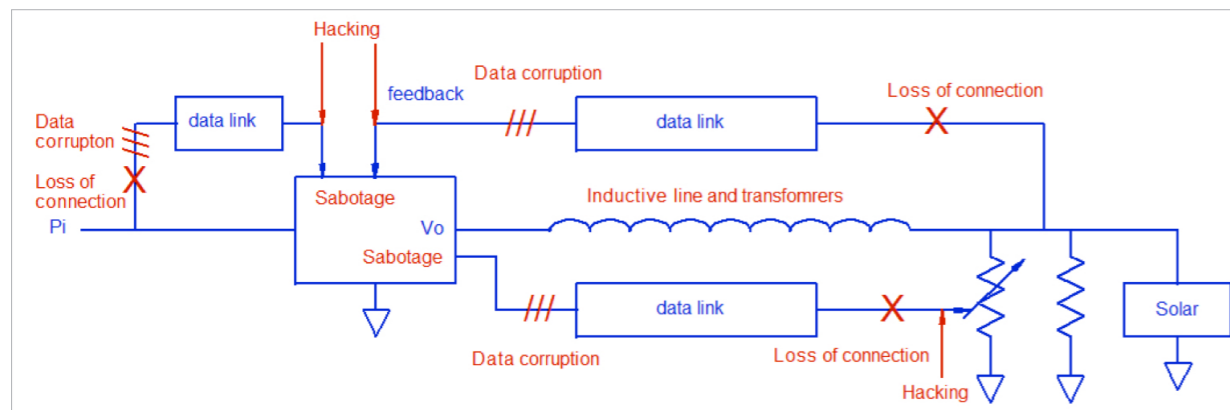 Hacking
Data corruption
feedback
Loss of connection
data link
data link
Data
corrupton
Loss of
connection
Sabotage
Inductive line and transfomrers
Pi
Vo
Sabotage
data link
Solar
Data corruption
Loss of connection
Hacking